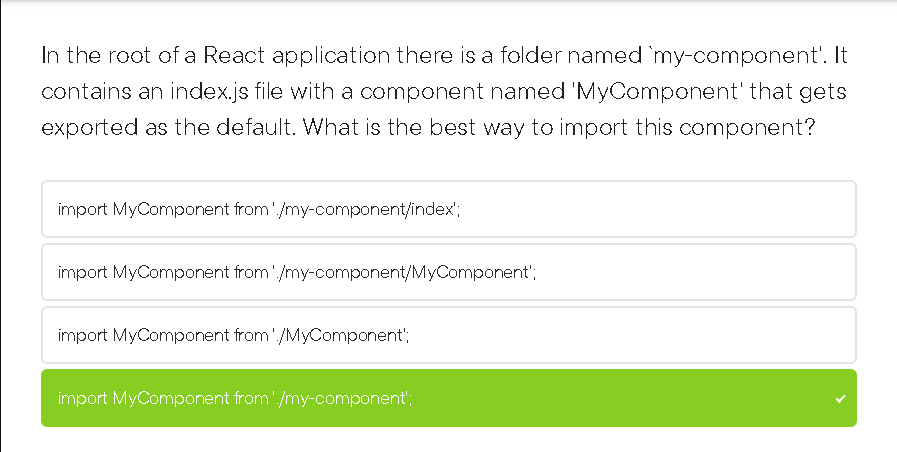 In the root of a React application there is a folder named `my-component'. It
contains an index.js file with a component named 'MyComponent' that gets
exported as the default. What is the best way to import this component?
import MyComponent from './my-component/index';
import MyComponent from './my-component/MyComponent';
import MyComponent from './MyComponent';
import MyComponent from './my-component';